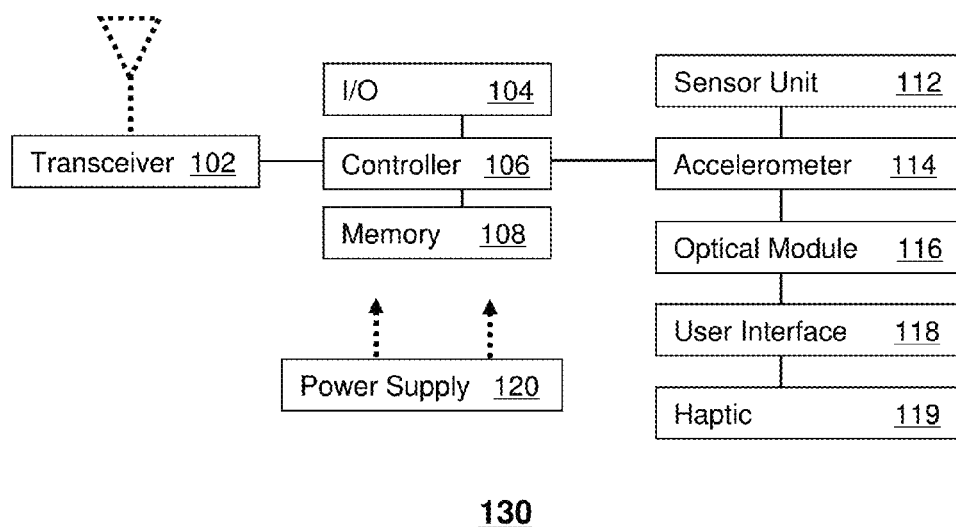 I/O 104
Sensor Unit 112
Transceiver 102
Controller 106
Accelerometer 114
Memory 108
Optical Module 116
User Interface 118
Power Supply 120
Haptic 119
130